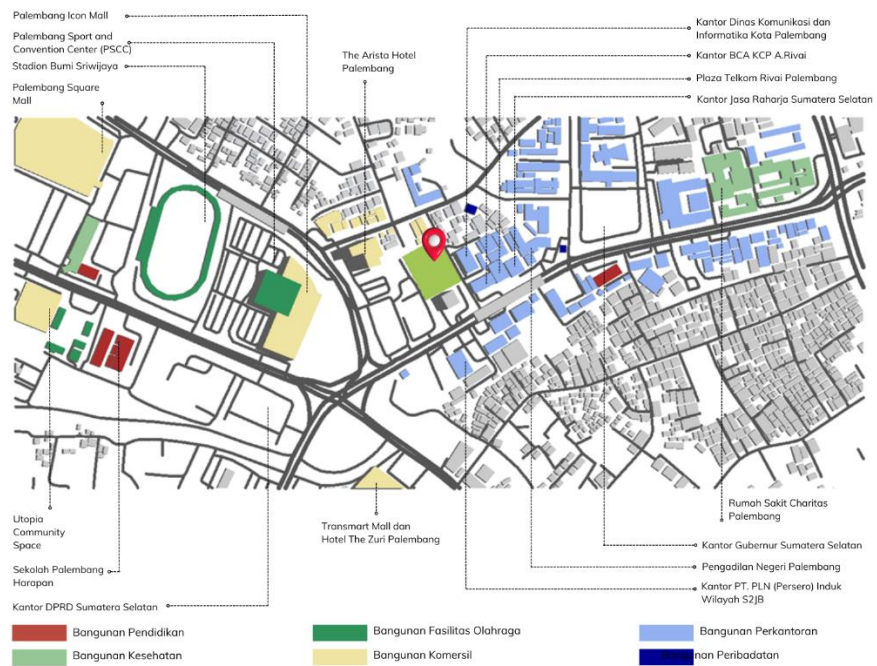 Palembang Icon Mall
Palembang Sport and
Convention Center (PSCC)
Stadion Bumi Sriwijaya
Palembang Square
Mall
The Arista Hotel
Palembang
Kantor Dinas Komunikasi dan
Informatika Kota Palembang
Kantor BCA KCP A.Rivai
Plaza Telkom Rivai Palembang
Kantor Jasa Raharja Sumatera Selatan
Utopia
Community
Space
Sekolah Palembang
Harapan
Kantor DPRD Sumatera Selatan
Transmart Mall dan
Hotel The Zuri Palembang
Rumah Sakit Charitas
Palembang
Kantor Gubernur Sumatera Selatan
Pengadilan Negeri Palembang
Kantor PT. PLN (Persero) Induk
Wilayah S2JB
Bangunan Pendidikan
Bangunan Fasilitas Olahraga
Bangunan Perkantoran
Bangunan Kesehatan
Bangunan Komersil
Bangunan Peribadatan